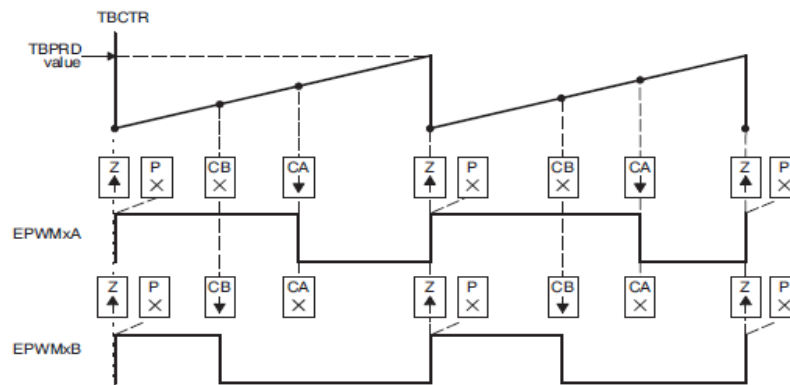 TBCTR
TBPRD
value
Z P CB CA Z P CB CA Z P
EPWMxA
Z P CB CA Z P CB CA Z P
EPWMxB